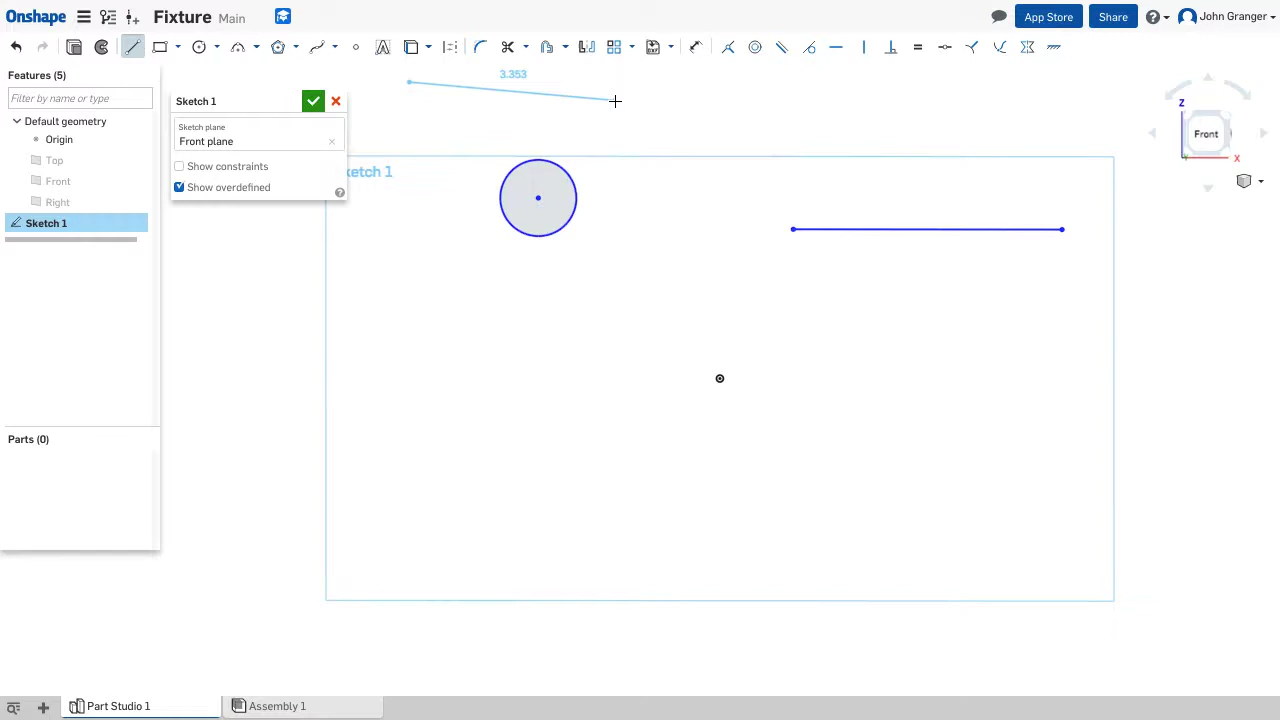 Onshape
Fixture Main
App Store
Share
John Granger
Features (5)
Filter by name or type
Default geometry
Origin
Top
Front
Right
Sketch 1
Parts (0)
Sketch 1
Sketch plane
Front plane
Show constraints
Show overdefined
3.353
ketch 1
Z
Front
X
Y
Part Studio 1
Assembly 1